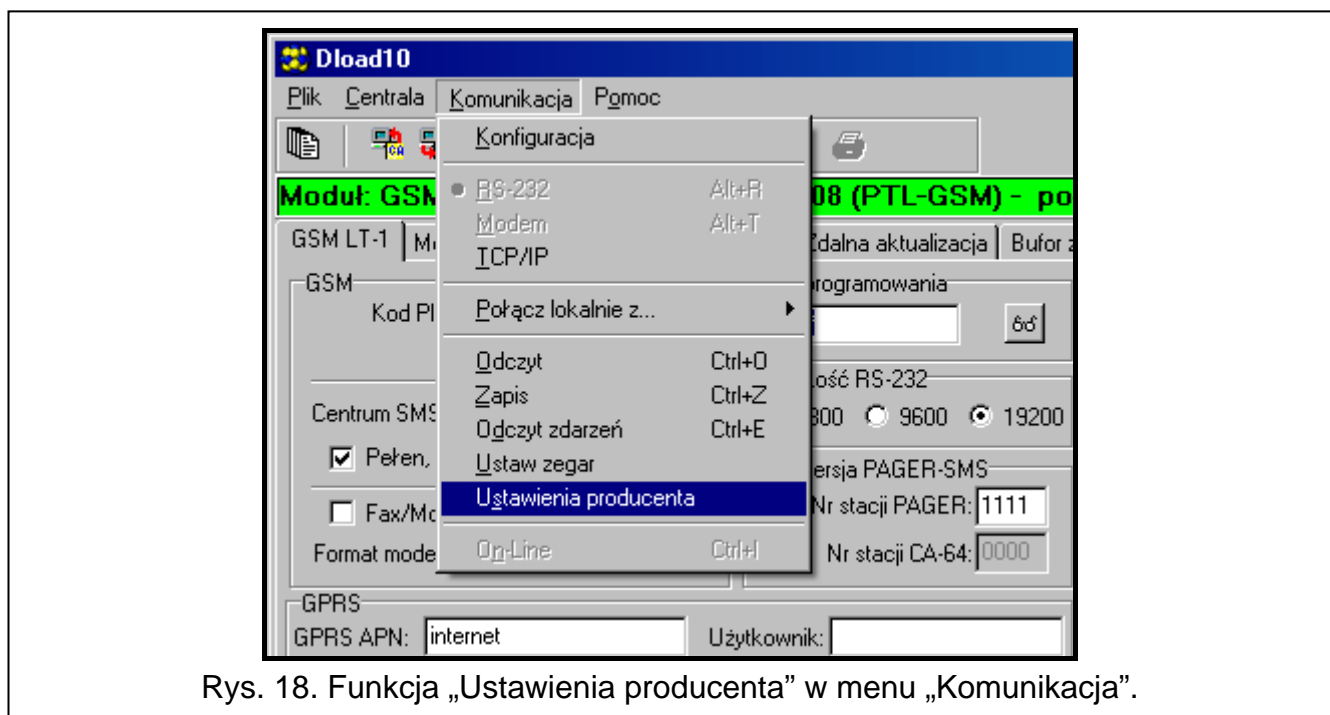 Dload10
Plik Centrala Komunikacja Pomoc
Konfiguracja
Moduł: GSM 08 (PTL-GSM) - po
RS-232 Alt+R
Modem Alt+T
TCP/IP
GSM LT-1 Zdalna aktualizacja Bufor z
GSM programowania
Kod PI Połącz lokalnie z...
Odczyt Ctrl+O
Zapis Ctrl+Z
Odczyt zdarzeń Ctrl+E
Ustaw zegar
Ustawienia producenta
On-Line Ctrl+I
ość RS-232
Centrum SMS 800 9600 19200
Pełen, ersja PAGER-SMS
Fax/Mo Nr stacji PAGER: 1111
Format mode Nr stacji CA-64: 0000
GPRS
GPRS APN: internet Użytkownik:
Rys. 18. Funkcja „Ustawienia producenta” w menu „Komunikacja”.